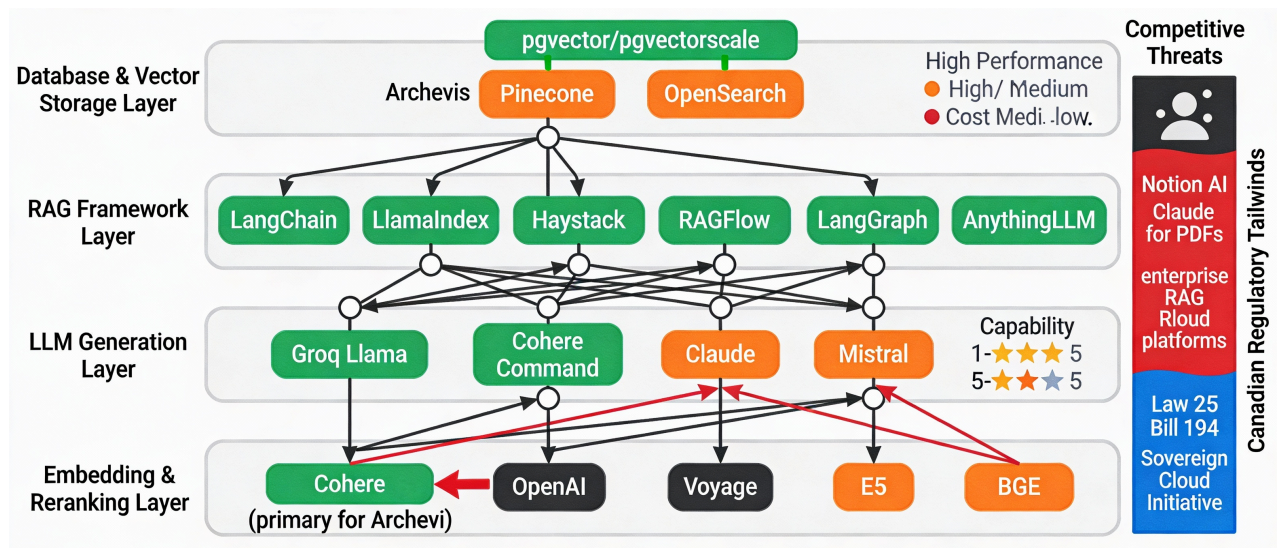 pgvector/pgvectorscale
Database & Vector
Storage Layer
Archevis
Pinecone
OpenSearch
High Performance
High/ Medium
Cost Medi. -low.
RAG Framework
Layer
LangChain
LlamaIndex
Haystack
RAGFlow
LangGraph
AnythingLLM
LLM Generation
Layer
Groq Llama
Cohere
Command
Claude
Mistral
Capability
1-★★★ 5
5-★★★ 5
Embedding &
Reranking Layer
Cohere
(primary for Archevi)
OpenAI
Voyage
E5
BGE
Competitive
Threats
Notion AI
Claude
for PDFs
enterprise
RAG
Rloud
platforms
Law 25
Bill 194
Sovereign
Cloud
Initiative
Canadian Regulatory Tailwinds